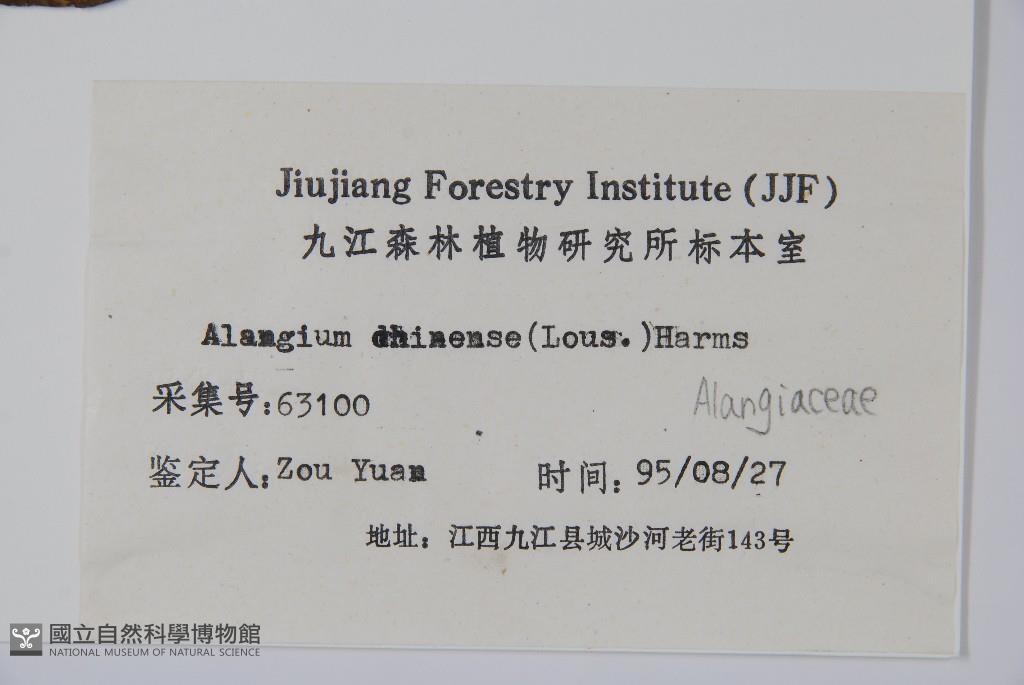 Jiujiang Forestry Institute (JJF)
九江森林植物研究所标本室
Alangium chinense(Lous.)Harms
采集号:63100
Alangiaceae
鉴定人:Zou Yuan 时间:95/08/27
地址:江西九江县城沙河老街143号
國立自然科學博物館
NATIONAL MUSEUM OF NATURAL SCIENCE